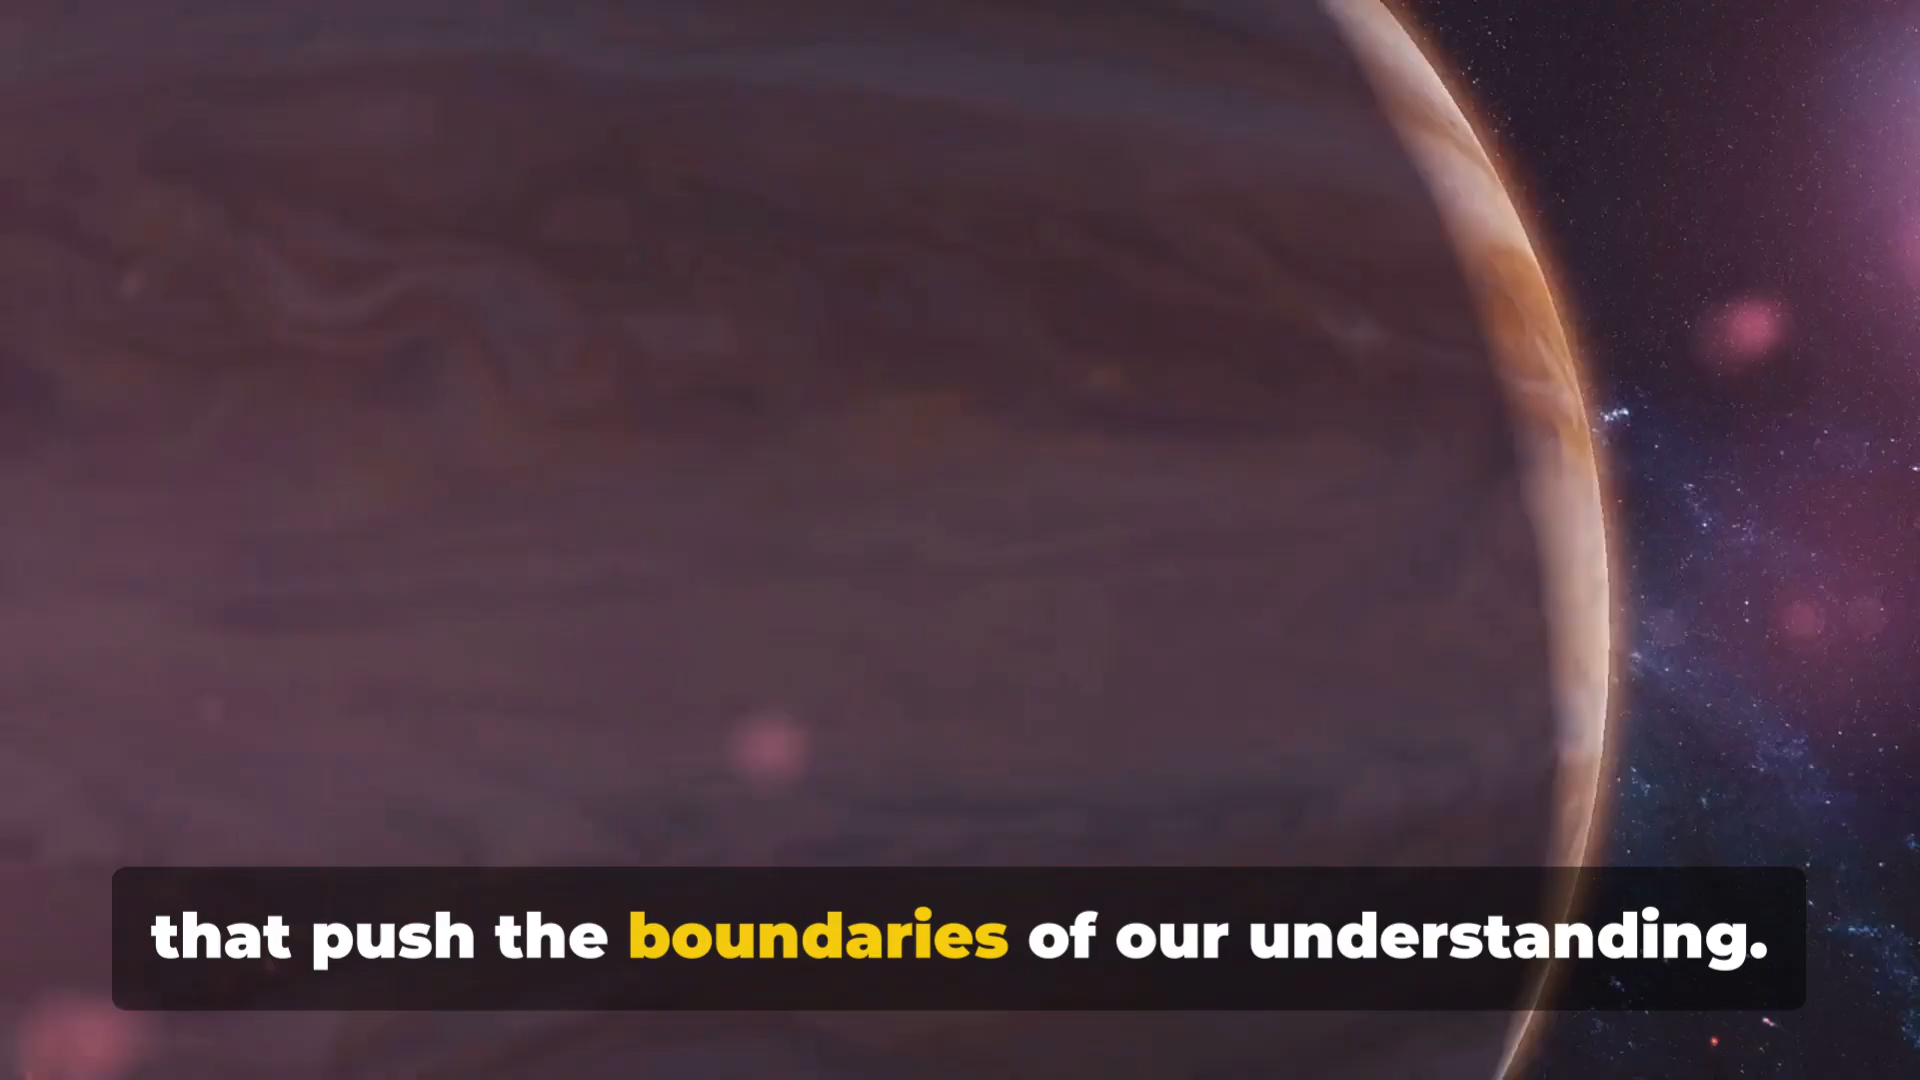 that push the boundaries of our understanding.